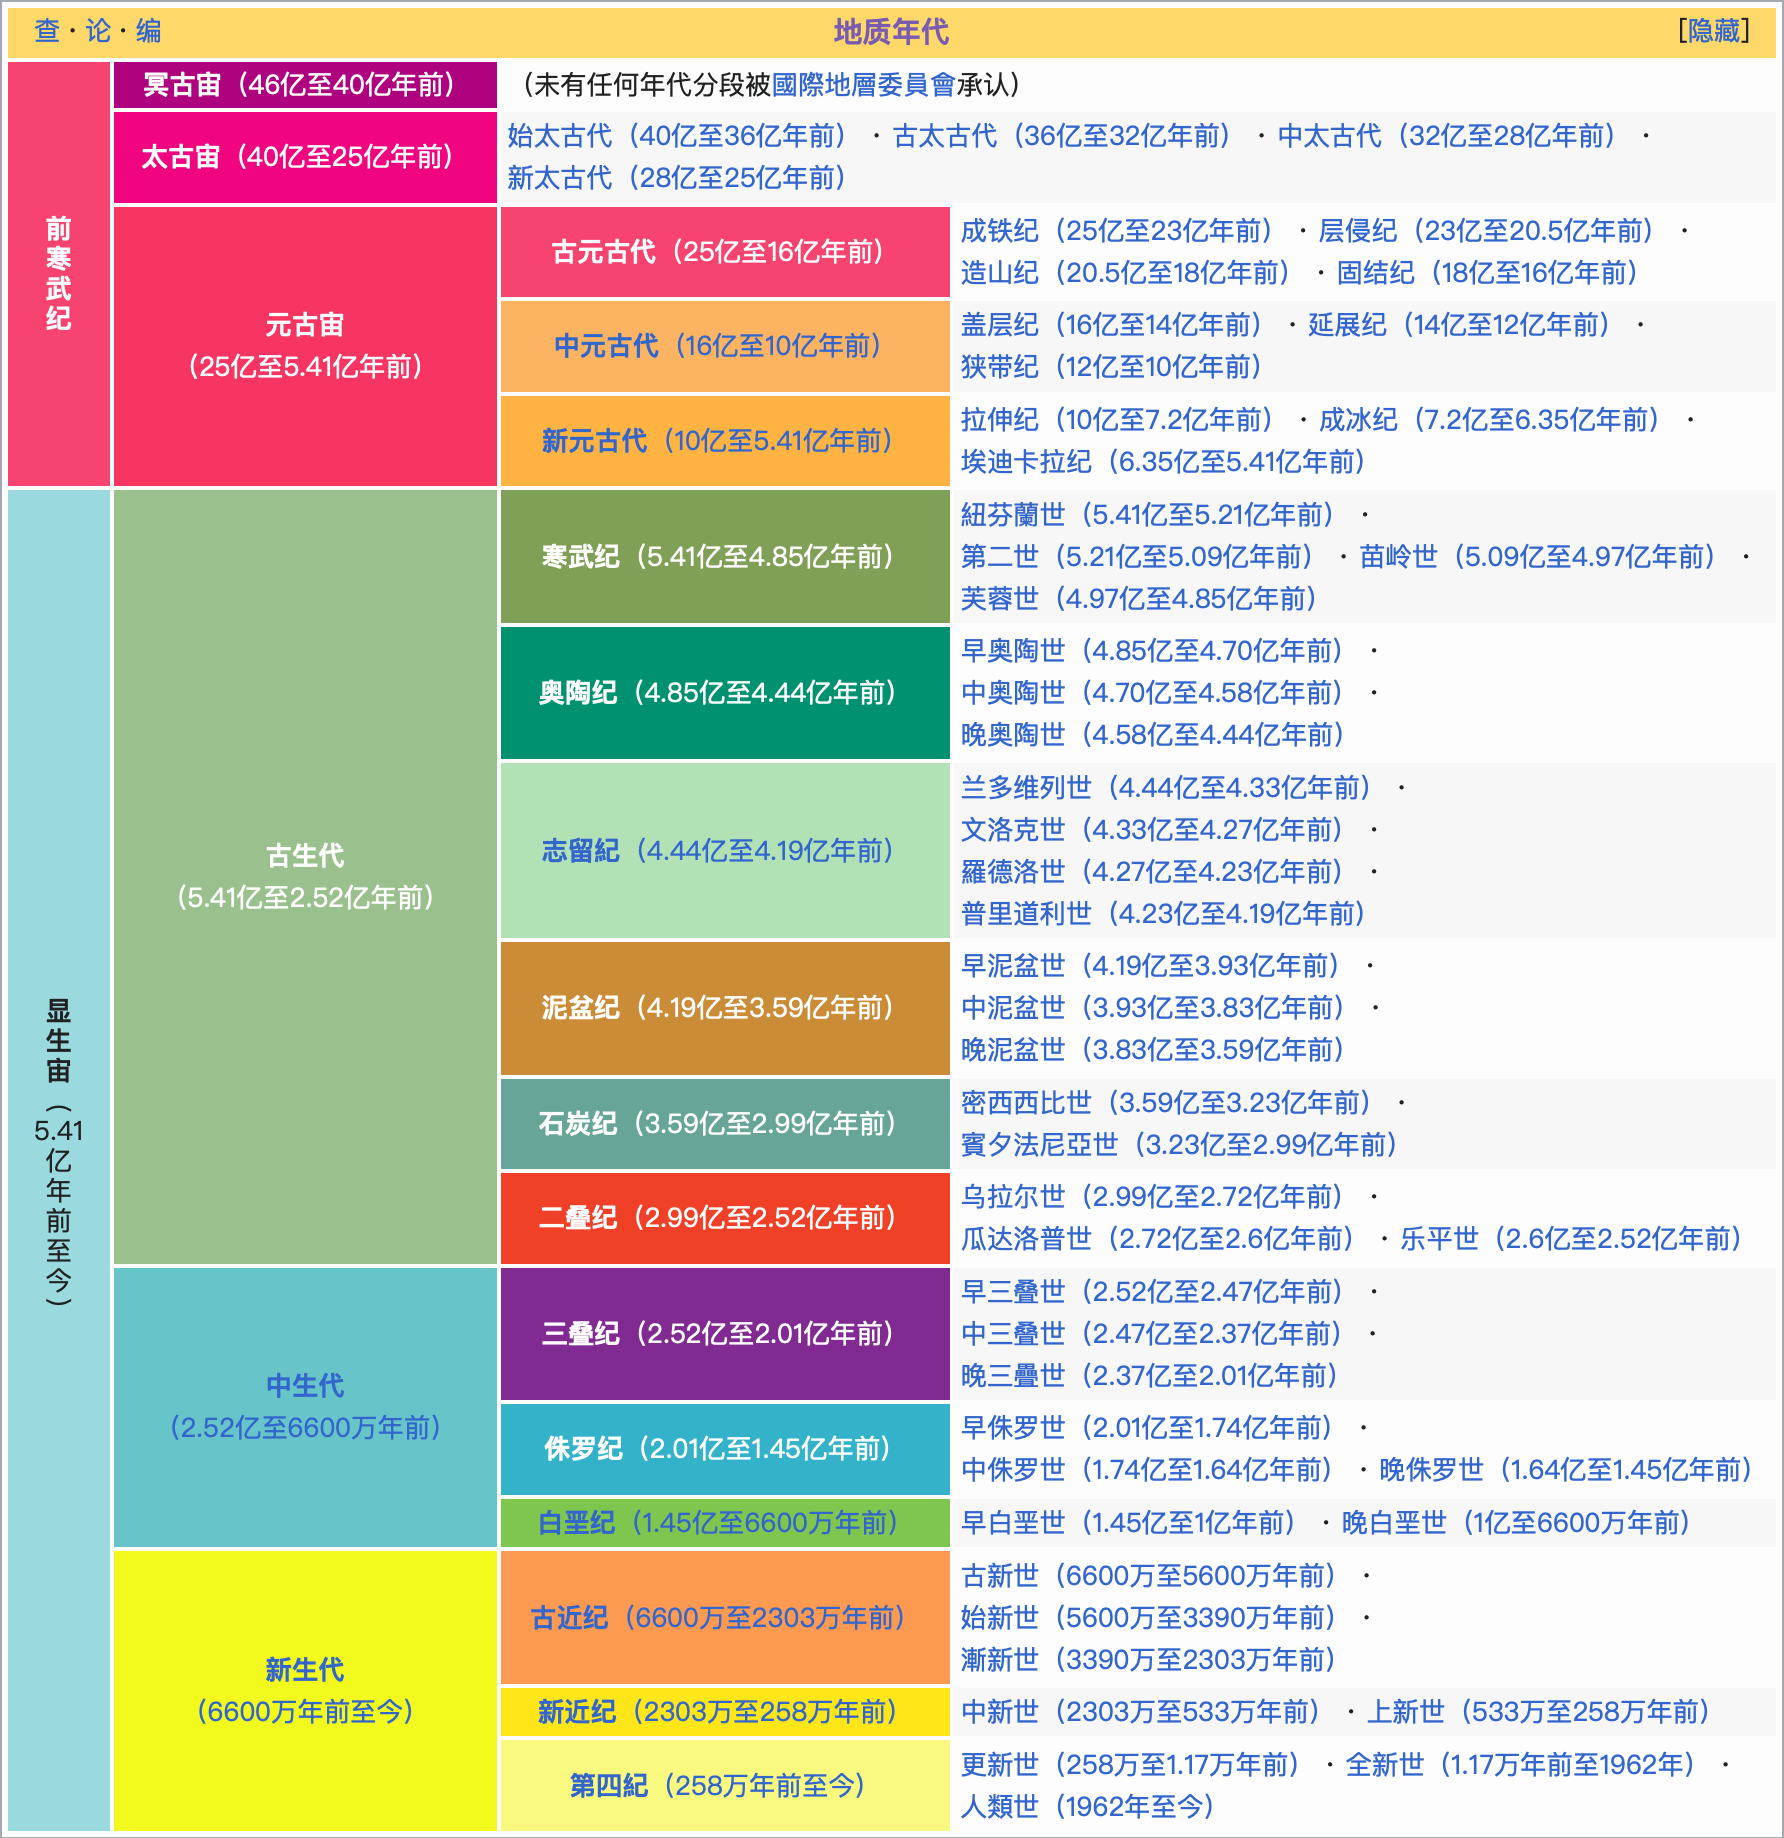 查 · 论 · 编
地质年代
[隐藏]
前寒武纪
冥古宙（46亿至40亿年前）
（未有任何年代分段被國際地層委員會承认）
太古宙（40亿至25亿年前）
始太古代（40亿至36亿年前） · 古太古代（36亿至32亿年前） · 中太古代（32亿至28亿年前） ·
新太古代（28亿至25亿年前）
元古宙
（25亿至5.41亿年前）
古元古代（25亿至16亿年前）
成铁纪（25亿至23亿年前） · 层侵纪（23亿至20.5亿年前） ·
造山纪（20.5亿至18亿年前） · 固结纪（18亿至16亿年前）
中元古代（16亿至10亿年前）
盖层纪（16亿至14亿年前） · 延展纪（14亿至12亿年前） ·
狭带纪（12亿至10亿年前）
新元古代（10亿至5.41亿年前）
拉伸纪（10亿至7.2亿年前） · 成冰纪（7.2亿至6.35亿年前） ·
埃迪卡拉纪（6.35亿至5.41亿年前）
显生宙（5.41亿年前至今）
古生代
（5.41亿至2.52亿年前）
寒武纪（5.41亿至4.85亿年前）
紐芬蘭世（5.41亿至5.21亿年前） ·
第二世（5.21亿至5.09亿年前） · 苗岭世（5.09亿至4.97亿年前） ·
芙蓉世（4.97亿至4.85亿年前）
奥陶纪（4.85亿至4.44亿年前）
早奥陶世（4.85亿至4.70亿年前） ·
中奥陶世（4.70亿至4.58亿年前） ·
晚奥陶世（4.58亿至4.44亿年前）
志留紀（4.44亿至4.19亿年前）
兰多维列世（4.44亿至4.33亿年前） ·
文洛克世（4.33亿至4.27亿年前） ·
羅德洛世（4.27亿至4.23亿年前） ·
普里道利世（4.23亿至4.19亿年前）
泥盆纪（4.19亿至3.59亿年前）
早泥盆世（4.19亿至3.93亿年前） ·
中泥盆世（3.93亿至3.83亿年前） ·
晚泥盆世（3.83亿至3.59亿年前）
石炭纪（3.59亿至2.99亿年前）
密西西比世（3.59亿至3.23亿年前） ·
賓夕法尼亞世（3.23亿至2.99亿年前）
二叠纪（2.99亿至2.52亿年前）
乌拉尔世（2.99亿至2.72亿年前） ·
瓜达洛普世（2.72亿至2.6亿年前） · 乐平世（2.6亿至2.52亿年前）
中生代
（2.52亿至6600万年前）
三叠纪（2.52亿至2.01亿年前）
早三叠世（2.52亿至2.47亿年前） ·
中三叠世（2.47亿至2.37亿年前） ·
晚三疊世（2.37亿至2.01亿年前）
侏罗纪（2.01亿至1.45亿年前）
早侏罗世（2.01亿至1.74亿年前） ·
中侏罗世（1.74亿至1.64亿年前） · 晚侏罗世（1.64亿至1.45亿年前）
白垩纪（1.45亿至6600万年前）
早白垩世（1.45亿至1亿年前） · 晚白垩世（1亿至6600万年前）
新生代
（6600万年前至今）
古近纪（6600万至2303万年前）
古新世（6600万至5600万年前） ·
始新世（5600万至3390万年前） ·
漸新世（3390万至2303万年前）
新近纪（2303万至258万年前）
中新世（2303万至533万年前） · 上新世（533万至258万年前）
第四紀（258万年前至今）
更新世（258万至1.17万年前） · 全新世（1.17万年前至1962年） ·
人類世（1962年至今）